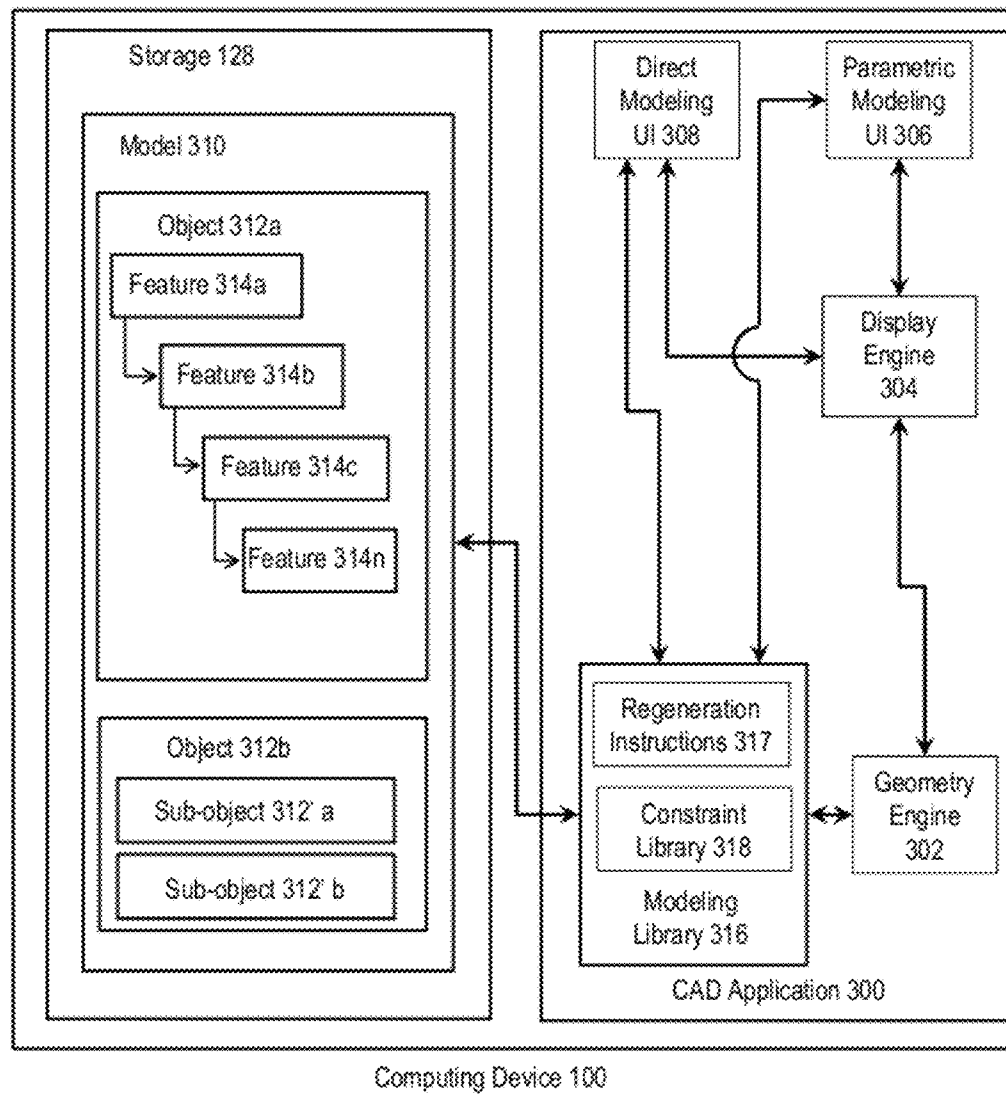 Storage 128
Model 310
Object 312a
Feature 314a
Feature 314b
Feature 314c
Feature 314n
Object 312b
Sub-object 312' a
Sub-object 312' b
Direct
Modeling
UI 308
Parametric
Modeling
UI 306
Display
Engine
304
Regeneration
Instructions 317
Constraint
Library 318
Modeling
Library 316
Geometry
Engine
302
CAD Application 300
Computing Device 100